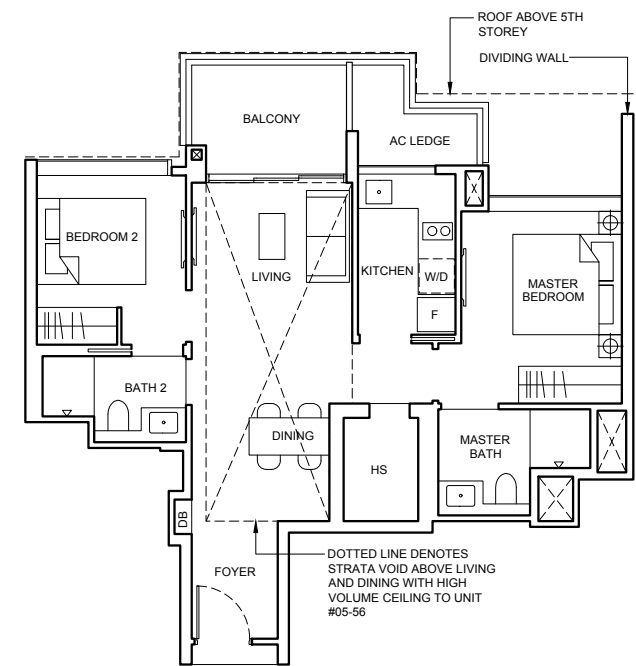 ROOF ABOVE 5TH
STOREY
DIVIDING WALL
BALCONY
AC LEDGE
BEDROOM 2
LIVING
KITCHEN
W/D
F
MASTER
BEDROOM
BATH 2
DINING
HS
MASTER
BATH
DB
FOYER
DOTTED LINE DENOTES
STRATA VOID ABOVE LIVING
AND DINING WITH HIGH
VOLUME CEILING TO UNIT
#05-56